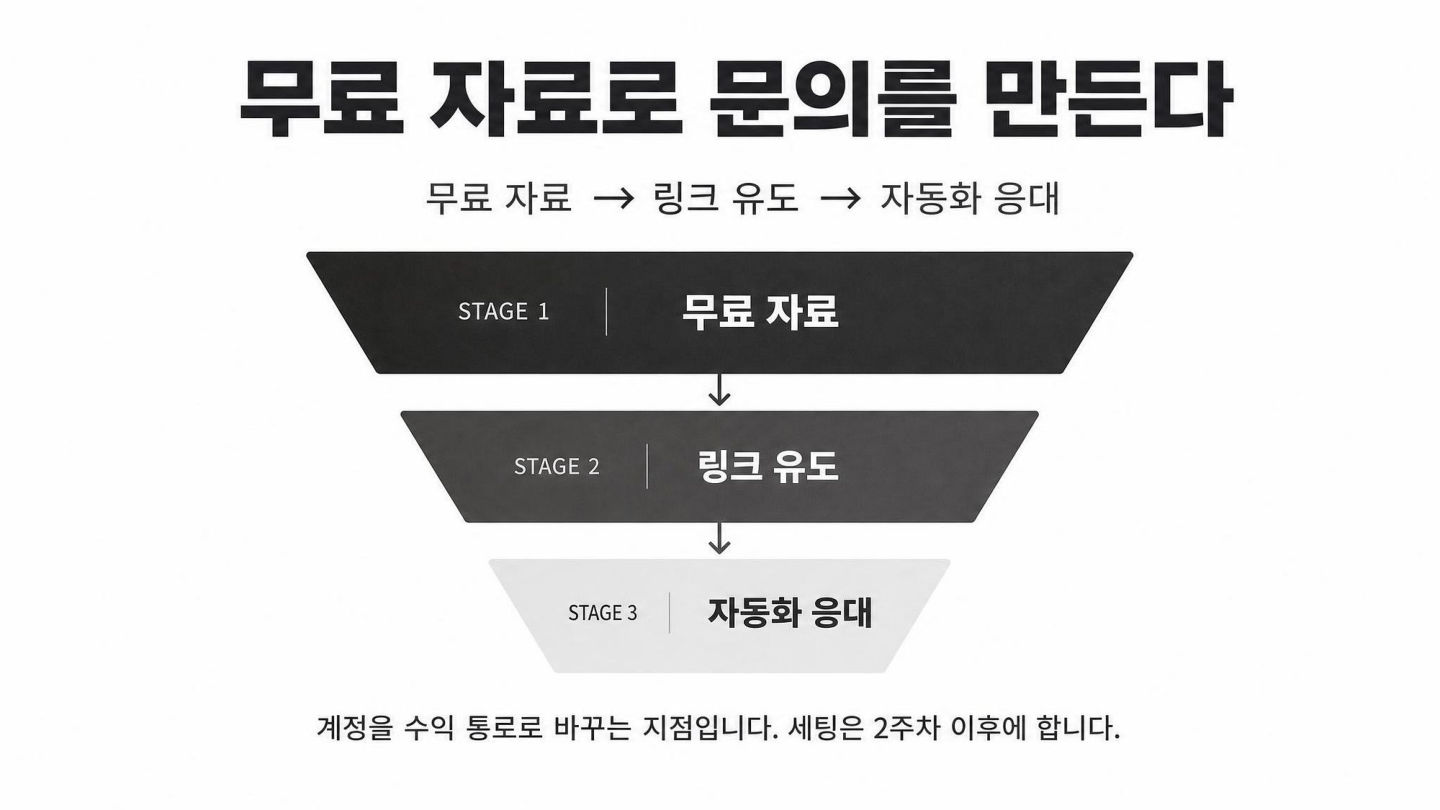 무료 자료로 문의를 만든다
무료 자료 → 링크 유도 → 자동화 응대
STAGE 1 무료 자료
STAGE 2 링크 유도
STAGE 3 자동화 응대
계정을 수익 통로로 바꾸는 지점입니다. 세팅은 2주차 이후에 합니다.